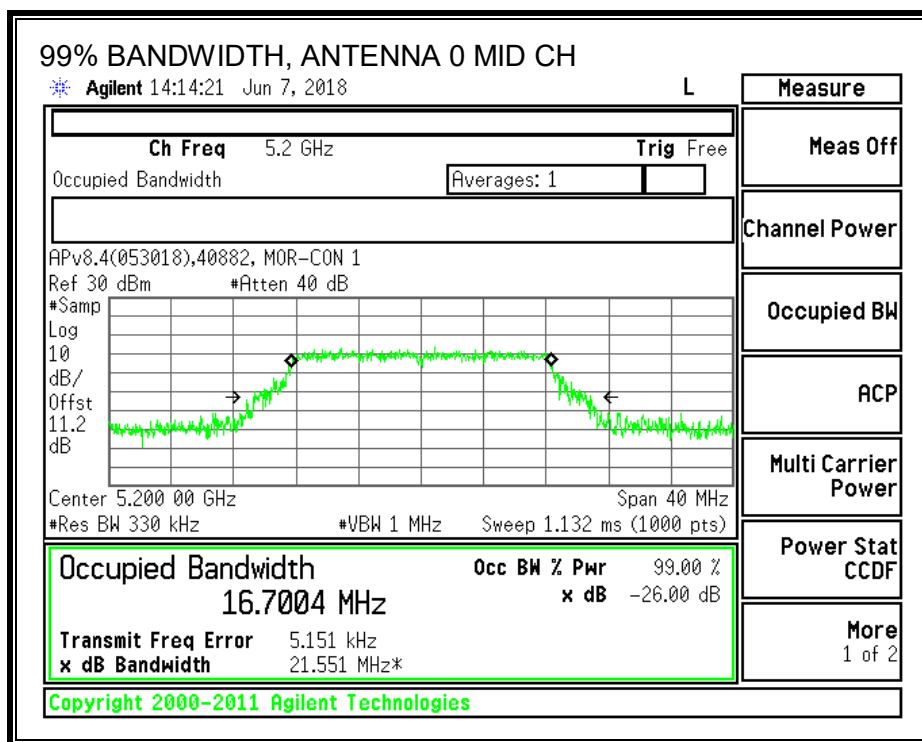 99% BANDWIDTH, ANTENNA 0 MID CH
Agilent 14:14:21 Jun 7, 2018 L
Measure
Ch Freq 5.2 GHz Trig Free
Occupied Bandwidth Averages: 1
Meas Off
Channel Power
Occupied BW
ACP
Multi Carrier
Power
Power Stat
CCDF
More
1 of 2
APv8.4(053018),40882, MOR-CON 1
Ref 30 dBm #Atten 40 dB
#Samp
Log
10
dB/
Offst
11.2
dB
Center 5.200 00 GHz Span 40 MHz
#Res BW 330 kHz #VBW 1 MHz Sweep 1.132 ms (1000 pts)
Occupied Bandwidth Occ BW % Pwr 99.00 %
16.7004 MHz x dB -26.00 dB
Transmit Freq Error 5.151 kHz
x dB Bandwidth 21.551 MHz*
Copyright 2000-2011 Agilent Technologies